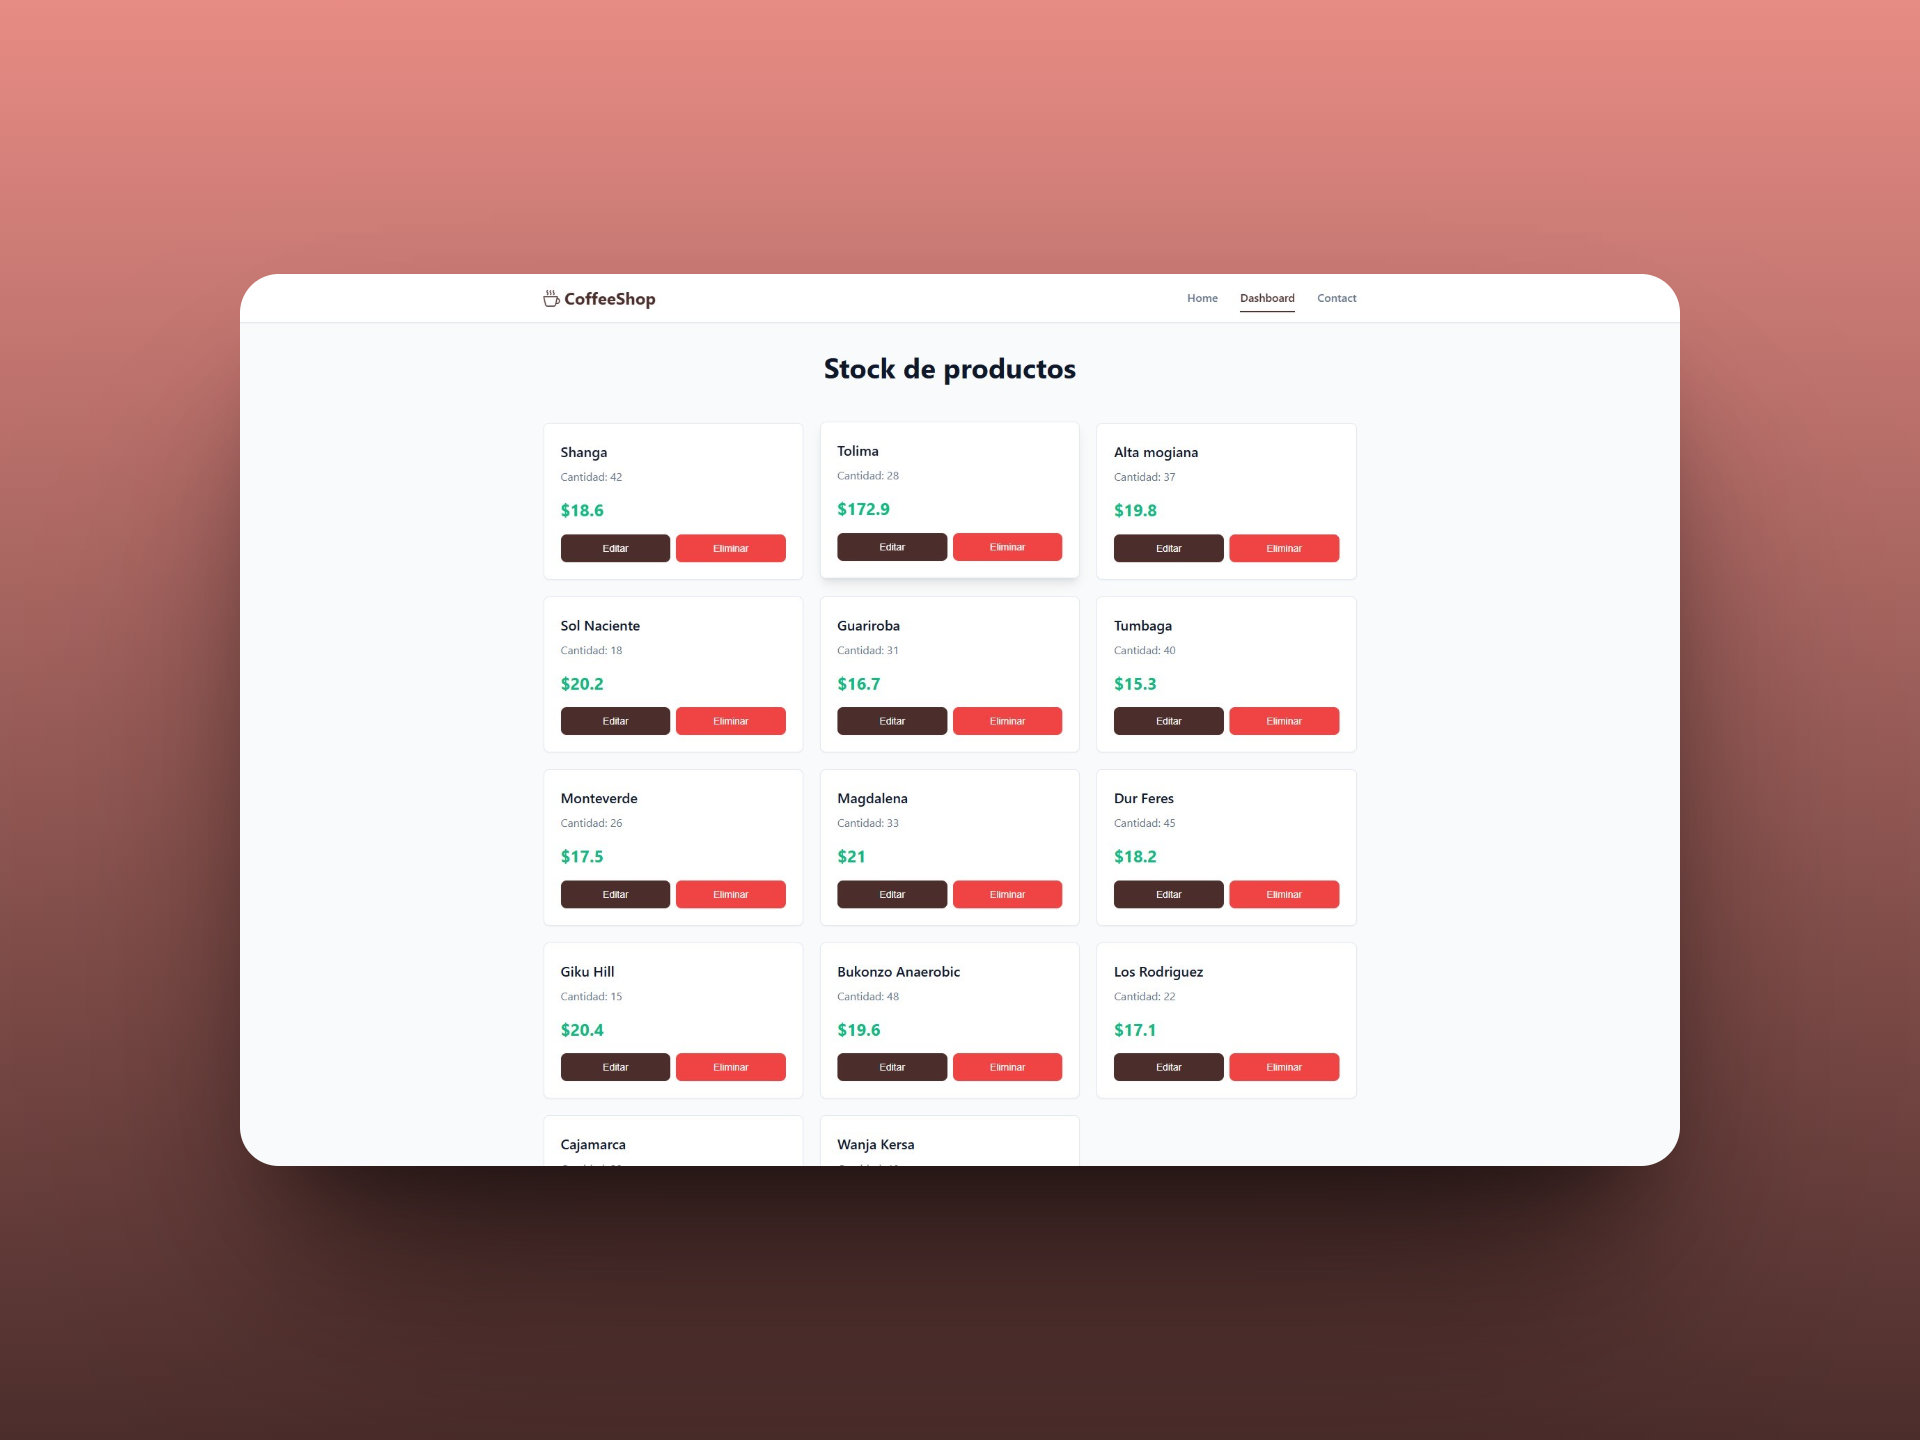 CoffeeShop
Home Dashboard Contact
Stock de productos
Shanga
Cantidad: 42
$18.6
Editar Eliminar
Tolima
Cantidad: 28
$172.9
Editar Eliminar
Alta mogiana
Cantidad: 37
$19.8
Editar Eliminar
Sol Naciente
Cantidad: 18
$20.2
Editar Eliminar
Guariroba
Cantidad: 31
$16.7
Editar Eliminar
Tumbaga
Cantidad: 40
$15.3
Editar Eliminar
Monteverde
Cantidad: 26
$17.5
Editar Eliminar
Magdalena
Cantidad: 33
$21
Editar Eliminar
Dur Feres
Cantidad: 45
$18.2
Editar Eliminar
Giku Hill
Cantidad: 15
$20.4
Editar Eliminar
Bukonzo Anaerobic
Cantidad: 48
$19.6
Editar Eliminar
Los Rodriguez
Cantidad: 22
$17.1
Editar Eliminar
Cajamarca
Wanja Kersa